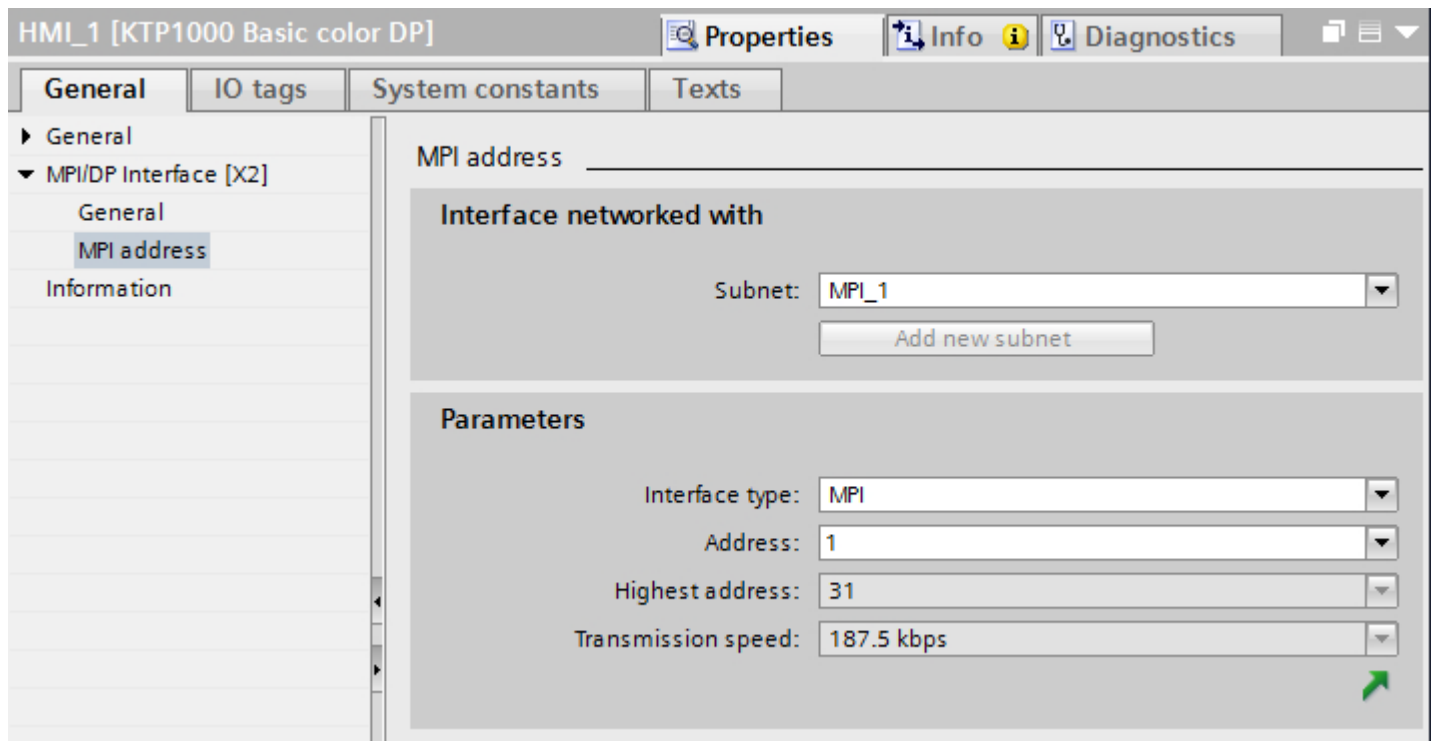 HMI_1 [KTP1000 Basic color DP]
Properties
Info
Diagnostics
General
IO tags
System constants
Texts
General
MPI/DP Interface [X2]
General
MPI address
Information
MPI address
Interface networked with
Subnet: MPI_1
Add new subnet
Parameters
Interface type: MPI
Address: 1
Highest address: 31
Transmission speed: 187.5 kbps